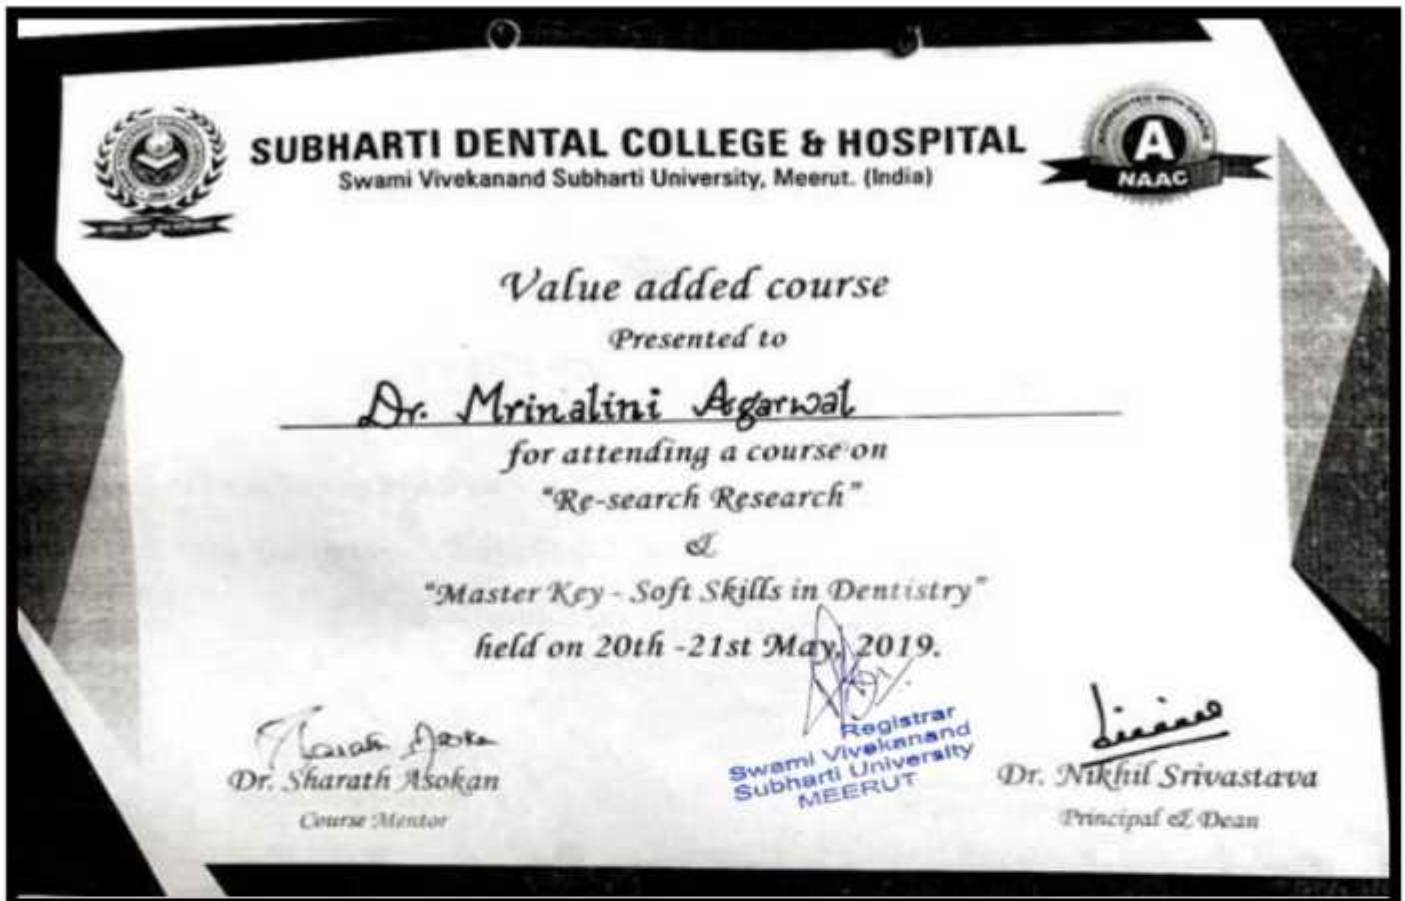 SUBHARTI DENTAL COLLEGE & HOSPITAL
Swami Vivekanand Subharti University, Meerut. (India)
A
NAAC
Value added course
Presented to
Dr. Mrinalini Agarwal
for attending a course on
"Re-search Research"
&
"Master Key - Soft Skills in Dentistry"
held on 20th -21st May, 2019.
Sharath Asokan
Dr. Sharath Asokan
Course Mentor
Registrar
Swami Vivekanand
Subharti University
MEERUT
Dr. Nikhil Srivastava
Principal & Dean